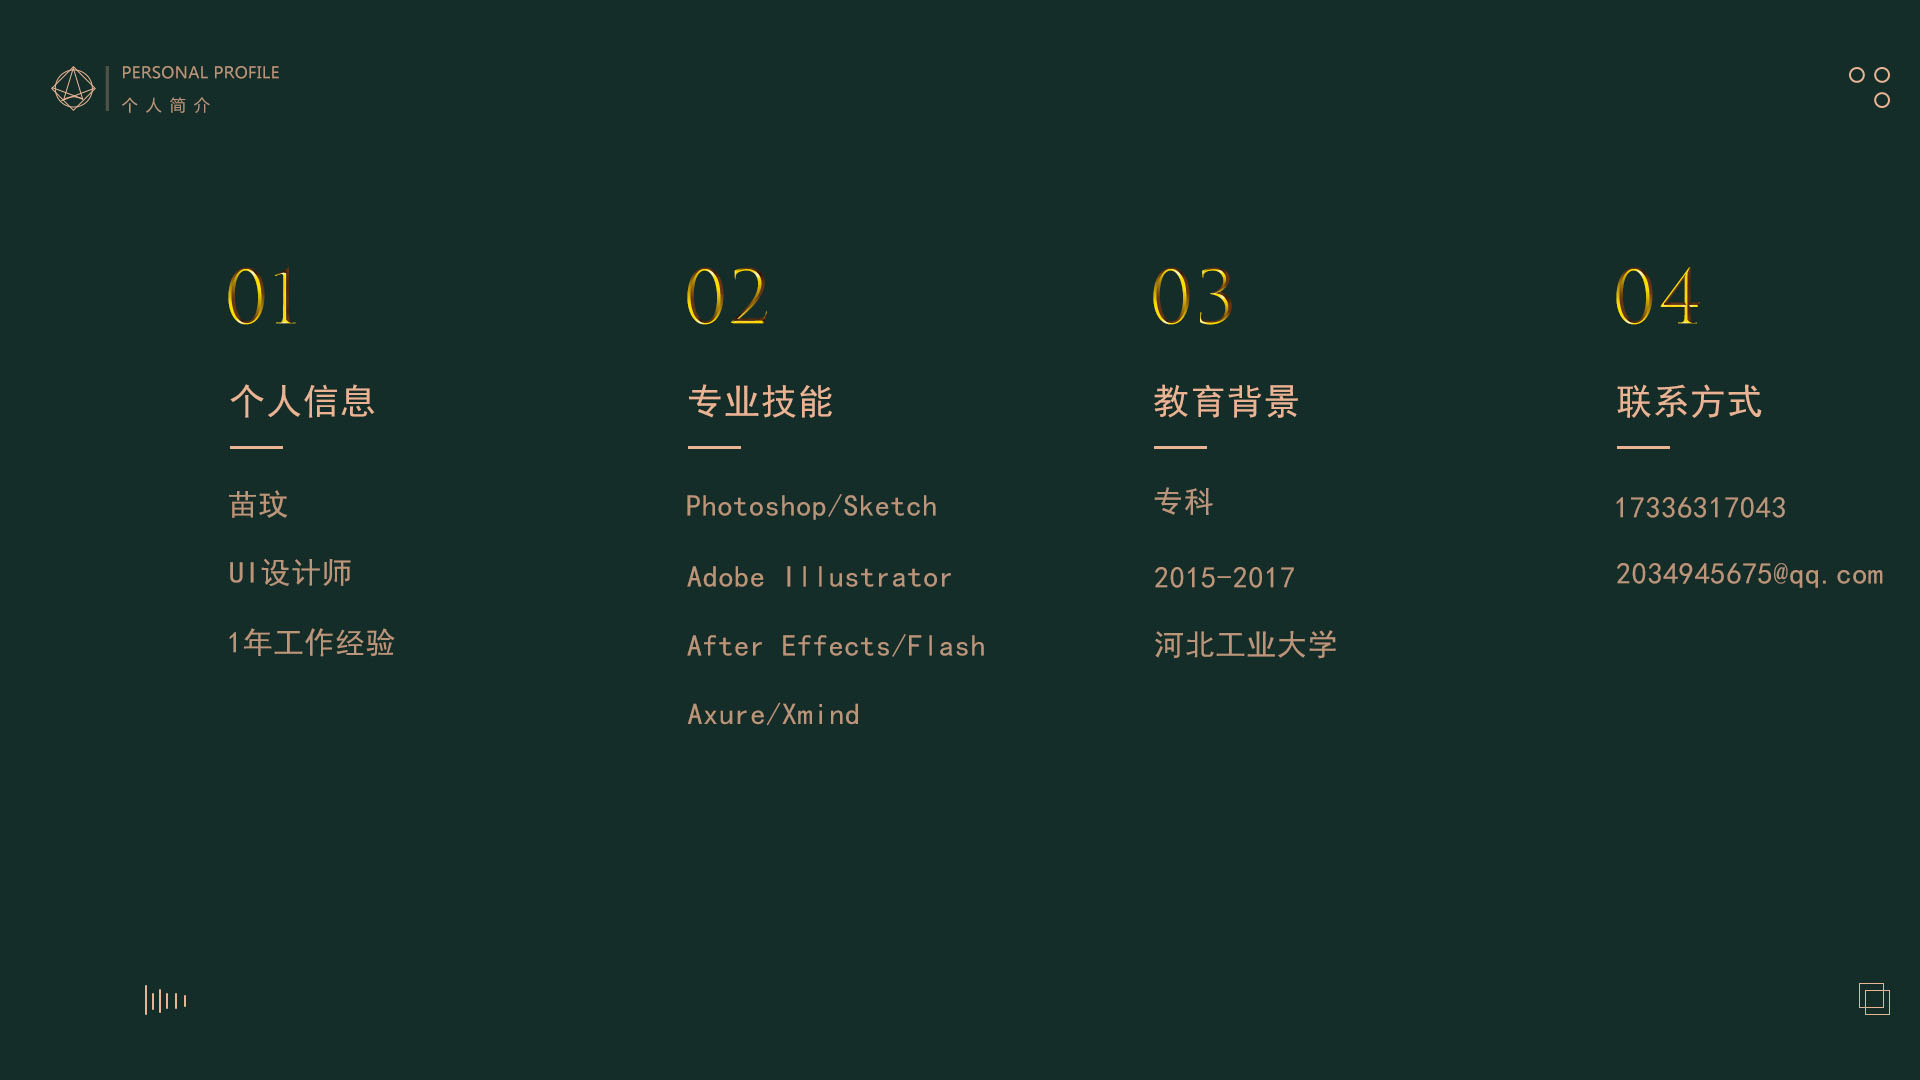 PERSONAL PROFILE
个人简介
01
个人信息
苗玟
UI设计师
1年工作经验
02
专业技能
Photoshop/Sketch
Adobe Illustrator
After Effects/Flash
Axure/Xmind
03
教育背景
专科
2015-2017
河北工业大学
04
联系方式
17336317043
2034945675@qq.com